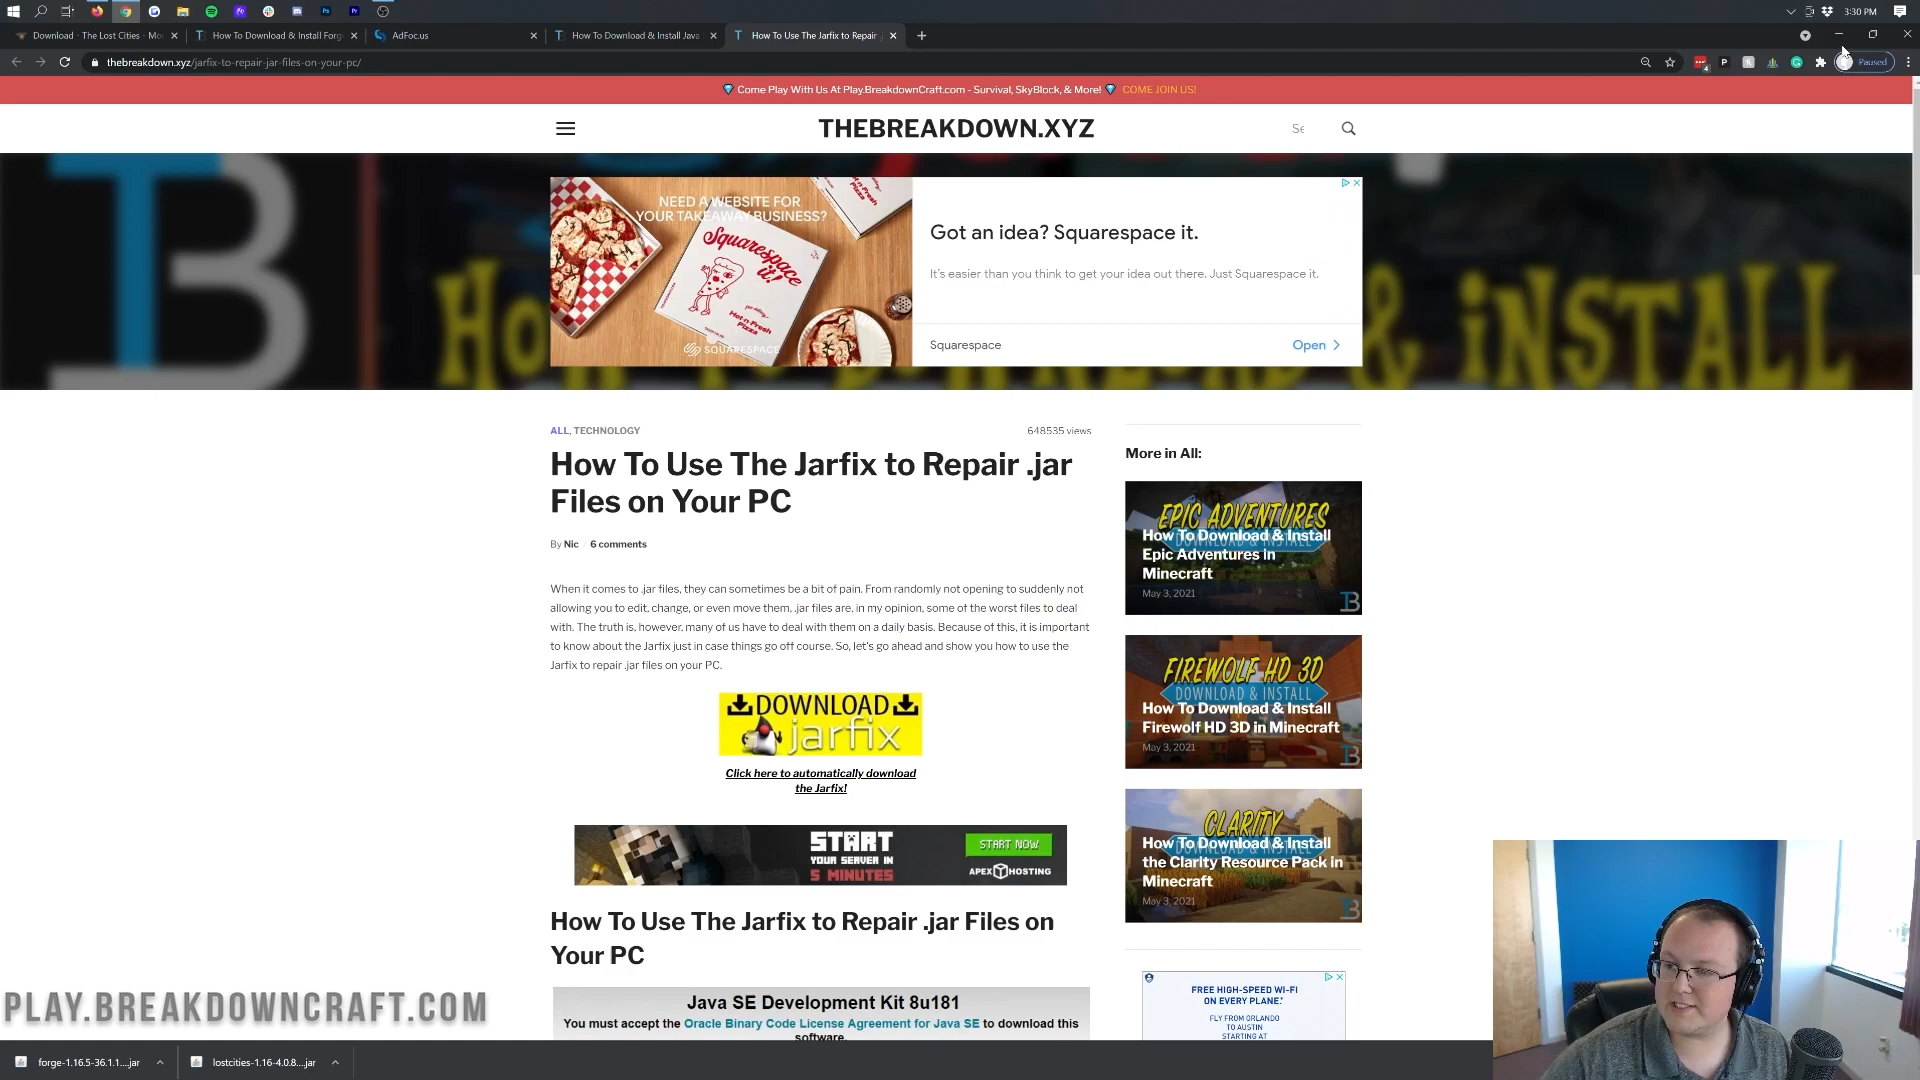 3:30 PM
Download - The Lost Cities - Mo
How To Download & Install Forg
AdFoc.us
How To Download & Install Java
How To Use The Jarfix to Repair
thebreakdown.xyz/jarfix-to-repair-jar-files-on-your-pc/
Paused
Come Play With Us At Play.BreakdownCraft.com - Survival, SkyBlock, & More! COME JOIN US!
THEBREAKDOWN.XYZ
Se
NEED A WEBSITE FOR
YOUR TAKEAWAY BUSINESS?
Squarespace it!
Hot-n-Fresh
Pizza
SQUARESPACE
Got an idea? Squarespace it.
It's easier than you think to get your idea out there. Just Squarespace it.
Squarespace
Open
ALL, TECHNOLOGY
648535 views
How To Use The Jarfix to Repair .jar
Files on Your PC
By Nic / 6 comments
When it comes to .jar files, they can sometimes be a bit of pain. From randomly not opening to suddenly not
allowing you to edit, change, or even move them, .jar files are, in my opinion, some of the worst files to deal
with. The truth is, however, many of us have to deal with them on a daily basis. Because of this, it is important
to know about the Jarfix just in case things go off course. So, let's go ahead and show you how to use the
Jarfix to repair .jar files on your PC.
DOWNLOAD
jarfix
Click here to automatically download
the Jarfix!
START
YOUR SERVER IN
5 MINUTES
START NOW
APEX HOSTING
How To Use The Jarfix to Repair .jar Files on
Your PC
Java SE Development Kit 8u181
You must accept the Oracle Binary Code License Agreement for Java SE to download this
software.
More in All:
EPIC ADVENTURES
DOWNLOAD & INSTALL
How To Download & Install
Epic Adventures in
Minecraft
May 3, 2021
FIREWOLF HD 3D
DOWNLOAD & INSTALL
How To Download & Install
Firewolf HD 3D in Minecraft
May 3, 2021
CLARITY
How To Download & Install
the Clarity Resource Pack in
Minecraft
May 3, 2021
FREE HIGH-SPEED WI-FI
ON EVERY PLANE.*
FLY FROM ORLANDO
TO AUSTIN
STARTING AT
PLAY.BREAKDOWNCRAFT.COM
forge-1.16.5-36.1.1....jar
lostcities-1.16-4.0.8....jar